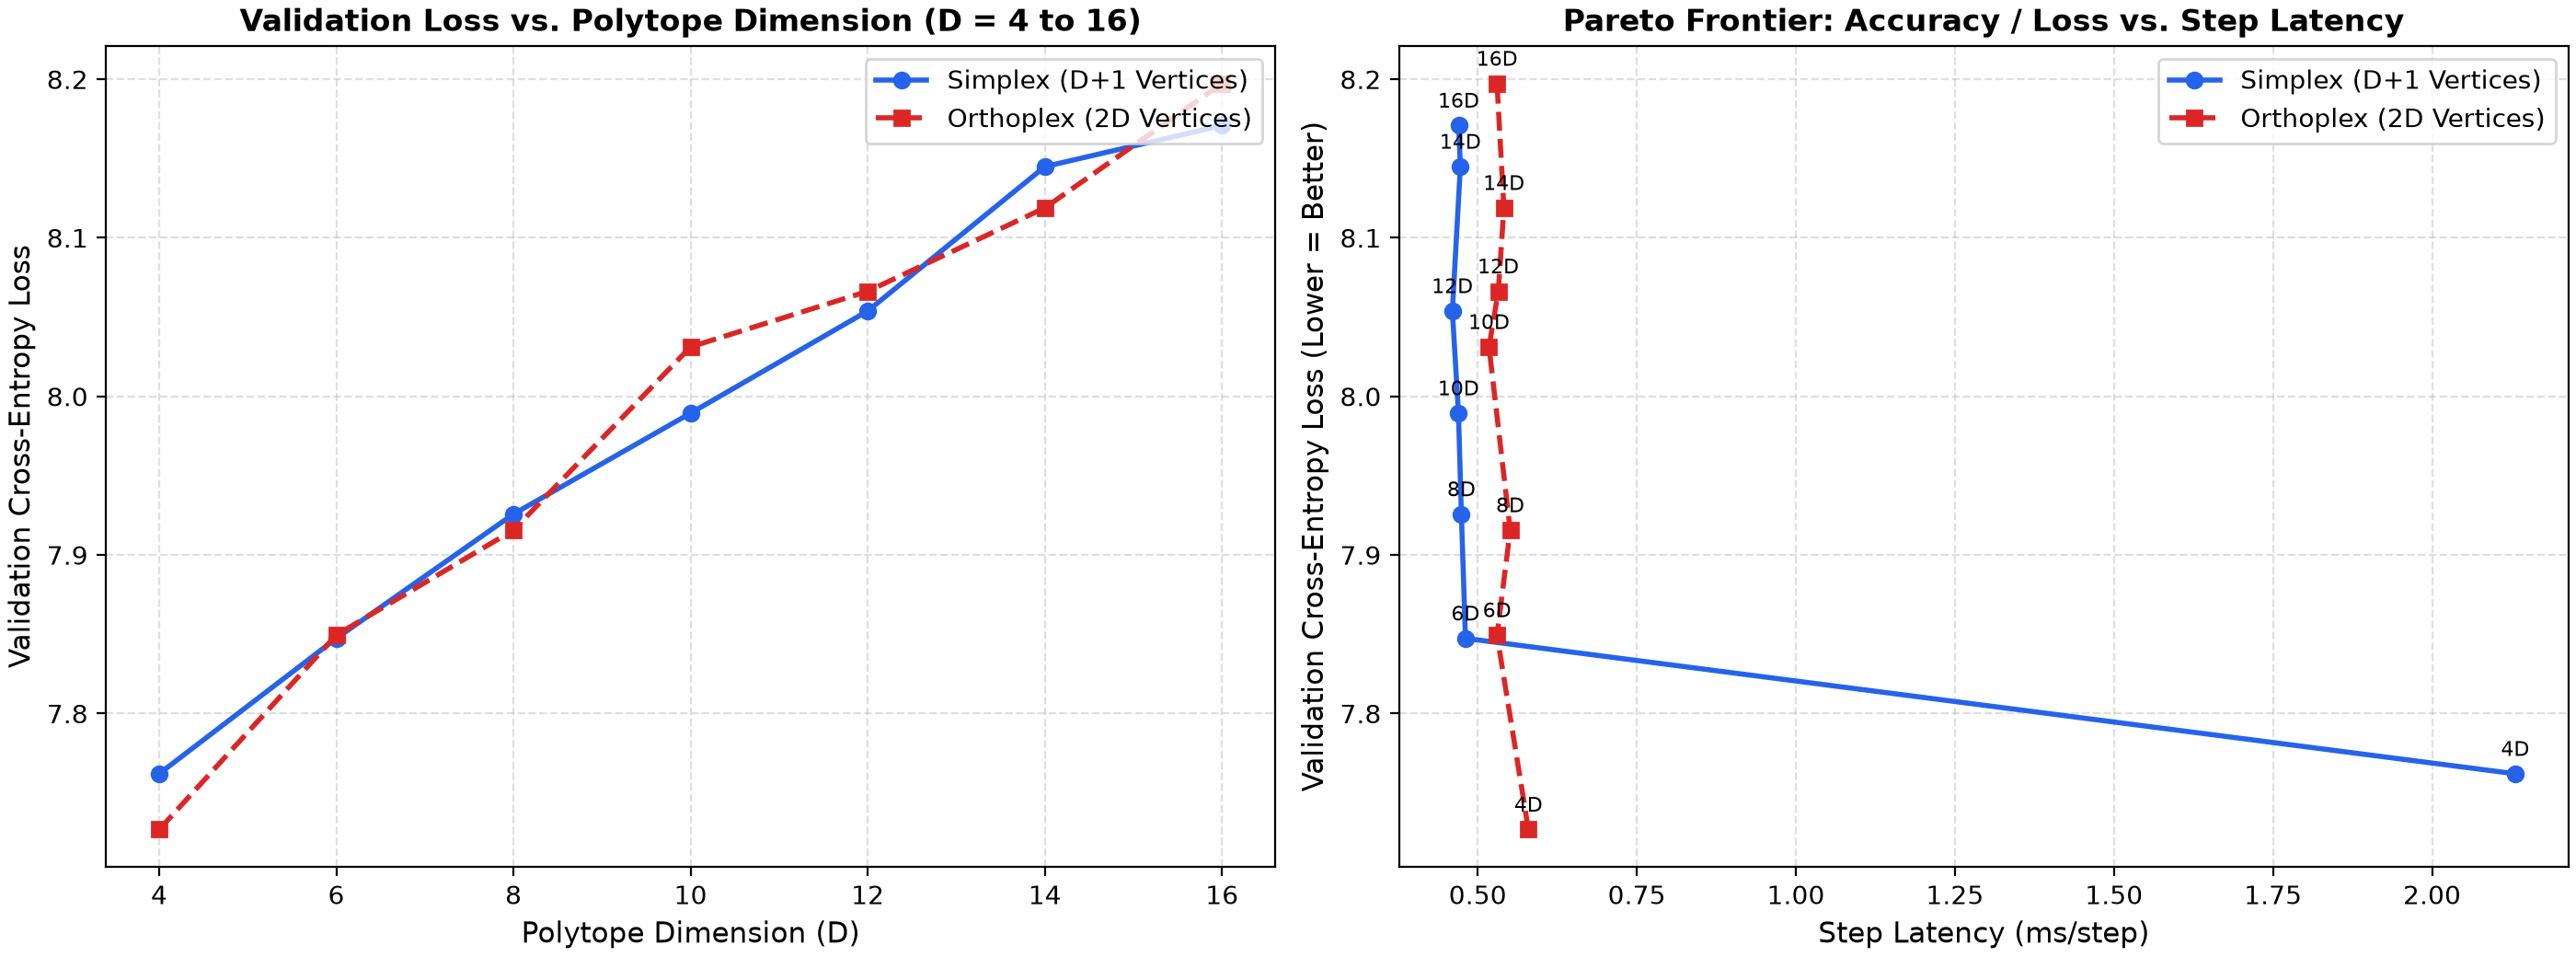 Validation Loss vs. Polytope Dimension (D = 4 to 16)
Validation Cross-Entropy Loss
8.2
8.1
8.0
7.9
7.8
Simplex (D+1 Vertices)
Orthoplex (2D Vertices)
4 6 8 10 12 14 16
Polytope Dimension (D)
Pareto Frontier: Accuracy / Loss vs. Step Latency
Validation Cross-Entropy Loss (Lower = Better)
8.2
8.1
8.0
7.9
7.8
Simplex (D+1 Vertices)
Orthoplex (2D Vertices)
16D
16D
14D
14D
12D
12D
10D
10D
8D
8D
6D 6D
4D
4D
0.50 0.75 1.00 1.25 1.50 1.75 2.00
Step Latency (ms/step)